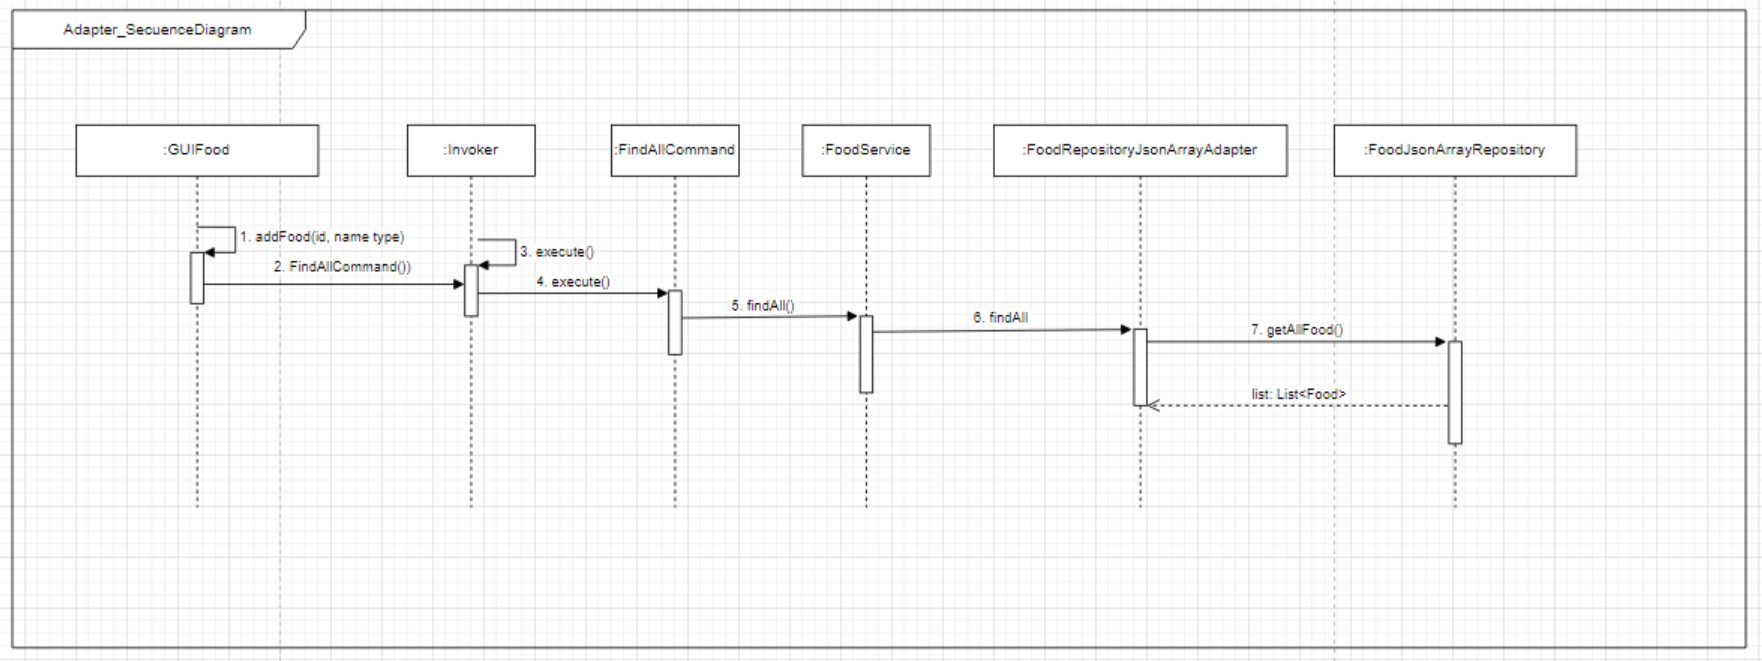 Adapter_SecuenceDiagram
:GUIFood
:Invoker
:FindAllCommand
:FoodService
:FoodRepositoryJsonArrayAdapter
:FoodJsonArrayRepository
1. addFood(id, name type)
2. FindAllCommand())
3. execute()
4. execute()
5. findAll()
6. findAll
7. getAllFood()
list: List<Food>